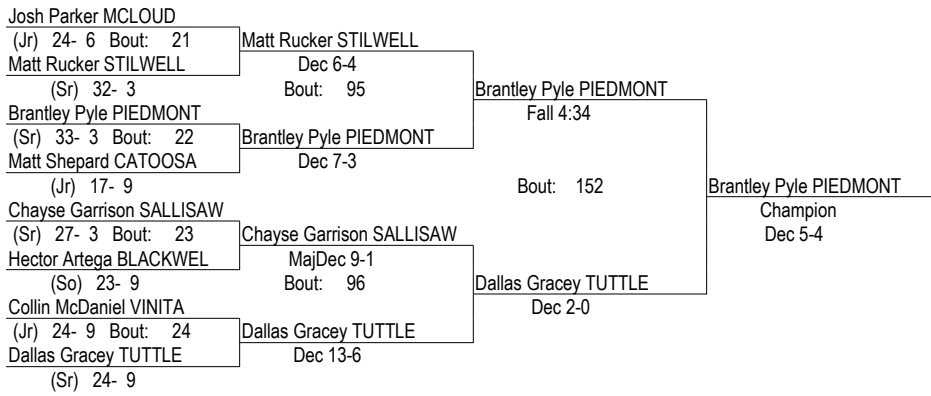 Josh Parker MCLOUD
(Jr) 24- 6 Bout: 21
Matt Rucker STILWELL
Matt Rucker STILWELL
Dec 6-4
(Sr) 32- 3
Bout: 95
Brantley Pyle PIEDMONT
Brantley Pyle PIEDMONT
Fall 4:34
(Sr) 33- 3 Bout: 22
Brantley Pyle PIEDMONT
Matt Shepard CATOOSA
Dec 7-3
(Jr) 17- 9
Bout: 152
Brantley Pyle PIEDMONT
Chayse Garrison SALLISAW
Champion
(Sr) 27- 3 Bout: 23
Chayse Garrison SALLISAW
Dec 5-4
Hector Artega BLACKWEL
MajDec 9-1
(So) 23- 9
Bout: 96
Dallas Gracey TUTTLE
Collin McDaniel VINITA
Dec 2-0
(Jr) 24- 9 Bout: 24
Dallas Gracey TUTTLE
Dallas Gracey TUTTLE
Dec 13-6
(Sr) 24- 9